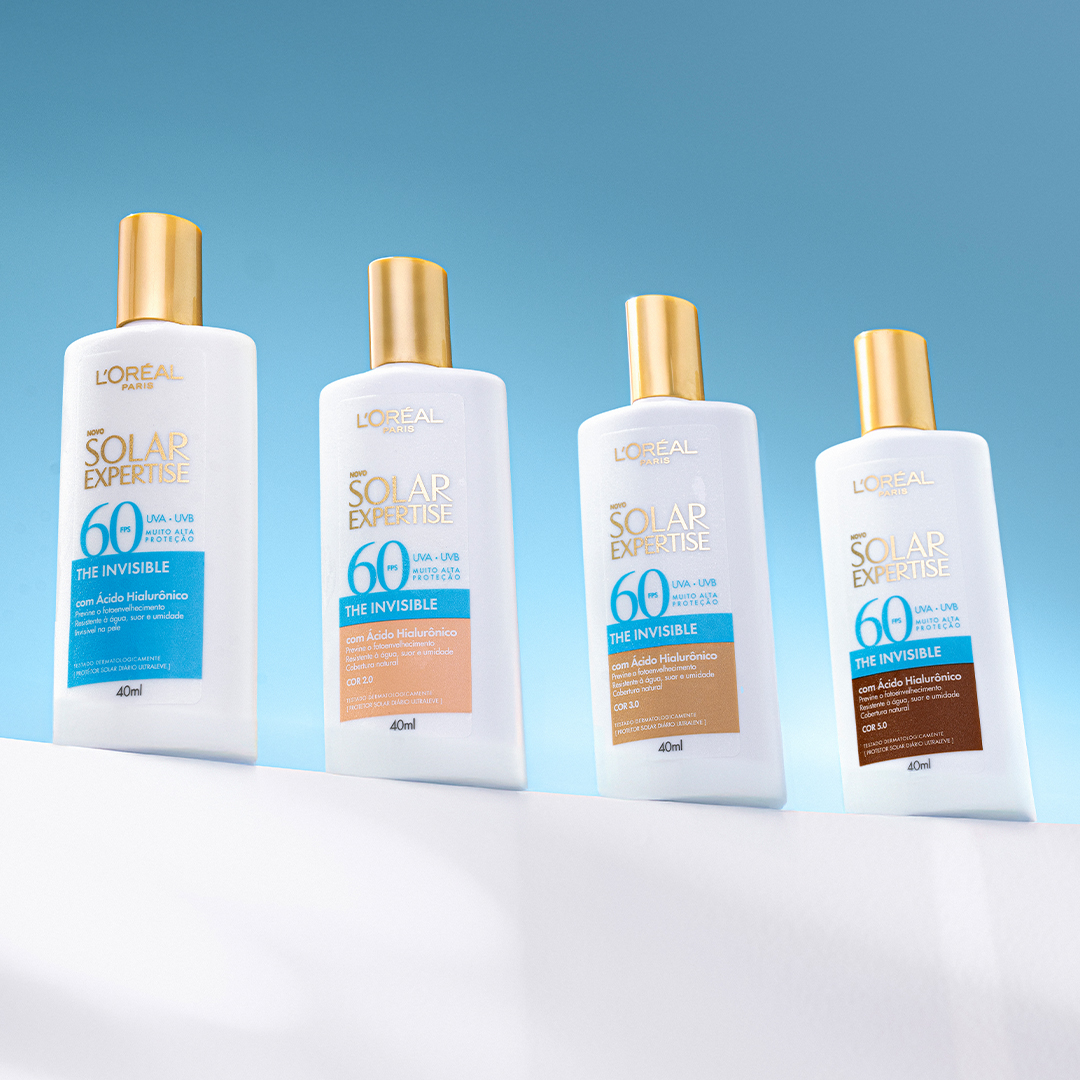 L'ORÉAL
PARIS
NOVO
SOLAR
EXPERTISE
60 FPS
UVA • UVB
MUITO ALTA
PROTEÇÃO
THE INVISIBLE
com Ácido Hialurônico
Previne o fotoenvelhecimento
Resistente à água, suor e umidade
Invisível na pele
TESTADO DERMATOLOGICAMENTE
[ PROTETOR SOLAR DIÁRIO ULTRALEVE ]
40ml
L'ORÉAL
PARIS
NOVO
SOLAR
EXPERTISE
60 FPS
UVA • UVB
MUITO ALTA
PROTEÇÃO
THE INVISIBLE
com Ácido Hialurônico
Previne o fotoenvelhecimento
Resistente à água, suor e umidade
Cobertura natural
COR 2.0
TESTADO DERMATOLOGICAMENTE
[ PROTETOR SOLAR DIÁRIO ULTRALEVE ]
40ml
L'ORÉAL
PARIS
NOVO
SOLAR
EXPERTISE
60 FPS
UVA • UVB
MUITO ALTA
PROTEÇÃO
THE INVISIBLE
com Ácido Hialurônico
Previne o fotoenvelhecimento
Resistente à água, suor e umidade
Cobertura natural
COR 3.0
TESTADO DERMATOLOGICAMENTE
[ PROTETOR SOLAR DIÁRIO ULTRALEVE ]
40ml
L'ORÉAL
PARIS
NOVO
SOLAR
EXPERTISE
60 FPS
UVA • UVB
MUITO ALTA
PROTEÇÃO
THE INVISIBLE
com Ácido Hialurônico
Previne o fotoenvelhecimento
Resistente à água, suor e umidade
Cobertura natural
COR 5.0
TESTADO DERMATOLOGICAMENTE
[ PROTETOR SOLAR DIÁRIO ULTRALEVE ]
40ml